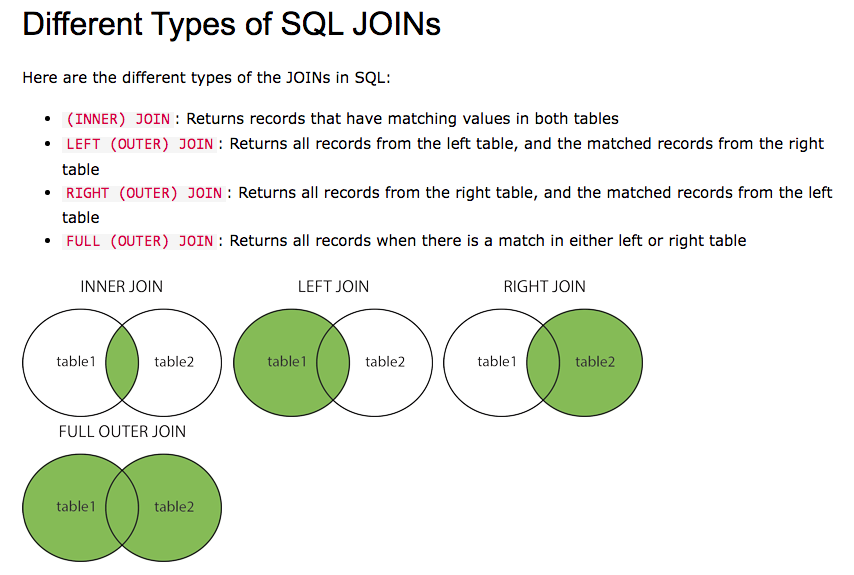 Different Types of SQL JOINs
Here are the different types of the JOINs in SQL:
• (INNER) JOIN : Returns records that have matching values in both tables
• LEFT (OUTER) JOIN : Returns all records from the left table, and the matched records from the right
table
• RIGHT (OUTER) JOIN : Returns all records from the right table, and the matched records from the left
table
• FULL (OUTER) JOIN : Returns all records when there is a match in either left or right table
INNER JOIN LEFT JOIN RIGHT JOIN
table1 table2 table1 table2 table1 table2
FULL OUTER JOIN
table1 table2